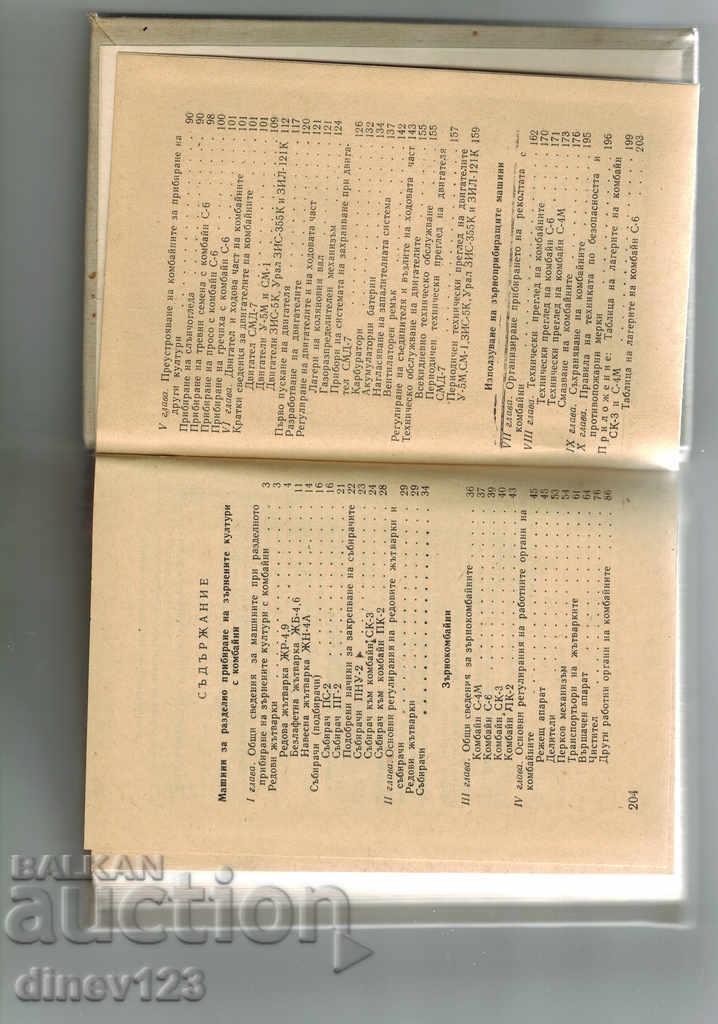 СЪДЪРЖАНИЕ
Машини за разделно прибиране на зърнените култури
с комбайни
I глава. Общи сведения за машините при разделното
прибиране на зърнените култури с комбайни . . . 3
Редови жътварки . . . 3
Редова жътварка ЖР-4,9 . . . 4
Безлафетна жътварка ЖБ-4,6 . . . 11
Навесна жътварка ЖН-4А . . . 14
Събирачи (подбирачи) . . . 16
Събирач ПС-2 . . . 16
Събирач ПТ-2 . . . 21
Подобрени начини за закрепване на събирачите 22
Събирачи ПНУ-2 . . . 23
Събирач към комбайн СК-3 . . . 24
Събирач към комбайн ПК-2 . . . 28
II глава. Основни регулирания на редовите жътварки и
събирачи . . . 29
Редови жътварки . . . 29
Събирачи . . . 34
Зърнокомбайни
III глава. Общи сведения за зърнокомбайните . . . 36
Комбайн С-4М . . . 37
Комбайн С-6 . . . 39
Комбайн СК-3 . . . 40
Комбайн ЛК-2 . . . 43
IV глава. Основни регулирания на работните органи на
комбайните . . . 45
Режещ апарат . . . 45
Делители . . . 53
Перков механизъм . . . 54
Транспортьори на жътварките . . . 61
Вършачен апарат . . . 64
Чистител . . . 76
Други работни органи на комбайните . . . 86
204
V глава. Преустройване на комбайните за прибиране на
други култури . . . 90
Прибиране на слънчогледа . . . 90
Прибиране на тревни семена с комбайн С-6 . . . 98
Прибиране на просо с комбайн С-6 . . . 100
Прибиране на гречиха с комбайн С-6 . . . 101
VI глава. Двигател и ходова част на комбайните . . . 101
Кратки сведения за двигателите на комбайните . . . 101
Двигател СМД-7 . . . 101
Двигатели У-5М и СМ-1 . . . 109
Двигатели ЗИС-5К, Урал ЗИС-355К и ЗИЛ-121К 112
Първо пускане на двигателя . . . 117
Разработване на двигателите . . . 120
Регулиране на двигателите и на ходовата част . . . 121
Лагери на коляновия вал . . . 121
Газоразпределителен механизъм . . . 124
Прибори на системата на захранване при двига-
тел СМД-7 . . . 126
Карбуратори . . . 132
Акумулаторни батерии . . . 134
Нагласяване на запалителната система . . . 137
Вентилаторен ремък . . . 142
Регулиране на съединителя и възлите на ходовата част 143
Техническо обслужване на двигателите . . . 155
Всекидневно техническо обслужване . . . 155
Периодичен технически преглед на двигателя
СМД-7 . . . 157
Периодичен технически преглед на двигателите
У-5М, СМ-1, ЗИС-5К, Урал ЗИС-355К и ЗИЛ-121К 159
Използуване на зърноприбиращите машини
VII глава. Организиране прибирането на реколтата с
комбайни . . . 162
VIII глава. Технически преглед на комбайните . . . 170
Технически преглед на комбайн С-6 . . . 171
Технически преглед на комбайн С-4М . . . 173
Смазване на комбайните . . . 176
IX глава. Съхраняване на комбайните . . . 195
X глава. Правила на техниката по безопасността и
противопожарни мерки . . . 196
Приложение: Таблица на лагерите на комбайн
СК-3 и С-4М . . . 199
Таблица на лагерите на комбайн С-6 . . . 203
BALKAN
auction
dinev123